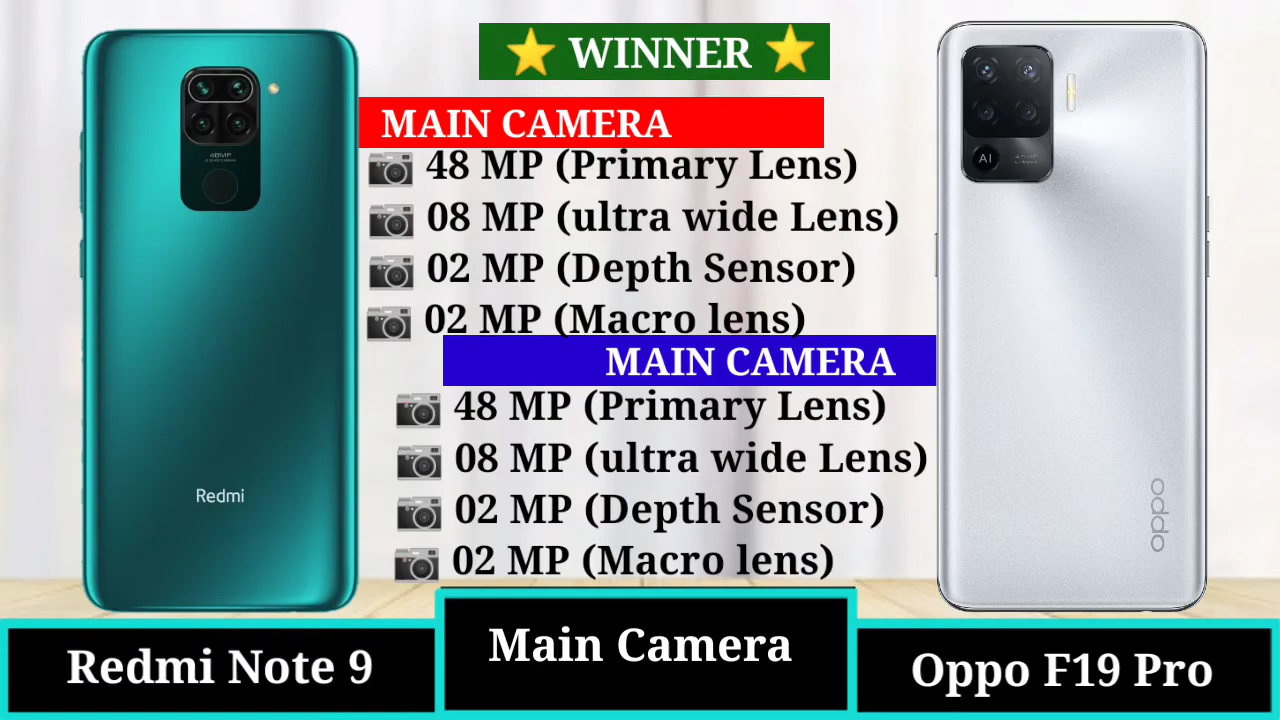 WINNER
MAIN CAMERA
48 MP (Primary Lens)
08 MP (ultra wide Lens)
02 MP (Depth Sensor)
02 MP (Macro lens)
MAIN CAMERA
48 MP (Primary Lens)
08 MP (ultra wide Lens)
02 MP (Depth Sensor)
02 MP (Macro lens)
48MP
Redmi
AI
oppo
Redmi Note 9
Main Camera
Oppo F19 Pro